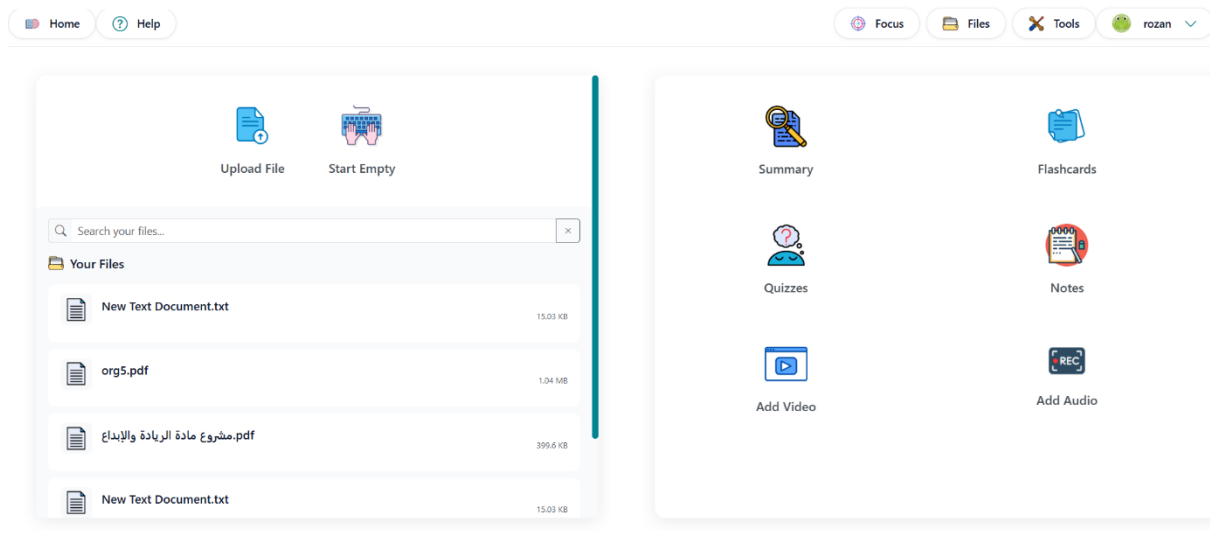 Home
Help
Focus
Files
Tools
rozan
Upload File
Start Empty
Search your files...
Your Files
New Text Document.txt
15.03 KB
org5.pdf
1.04 MB
مشروع مادة الريادة والإبداع.pdf
399.6 KB
New Text Document.txt
15.03 KB
Summary
Flashcards
Quizzes
Notes
Add Video
REC
Add Audio